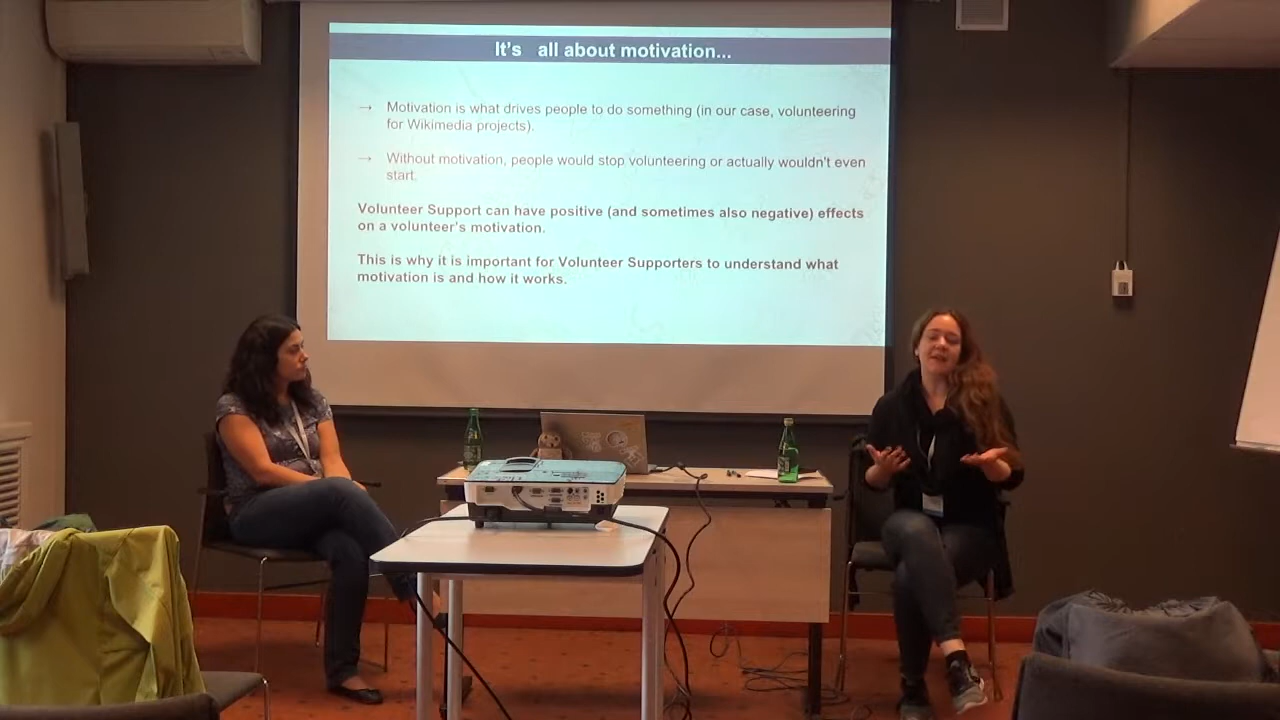 It's all about motivation...
→ Motivation is what drives people to do something (in our case, volunteering
for Wikimedia projects).
→ Without motivation, people would stop volunteering or actually wouldn't even
start.
Volunteer Support can have positive (and sometimes also negative) effects
on a volunteer's motivation.
This is why it is important for Volunteer Supporters to understand what
motivation is and how it works.